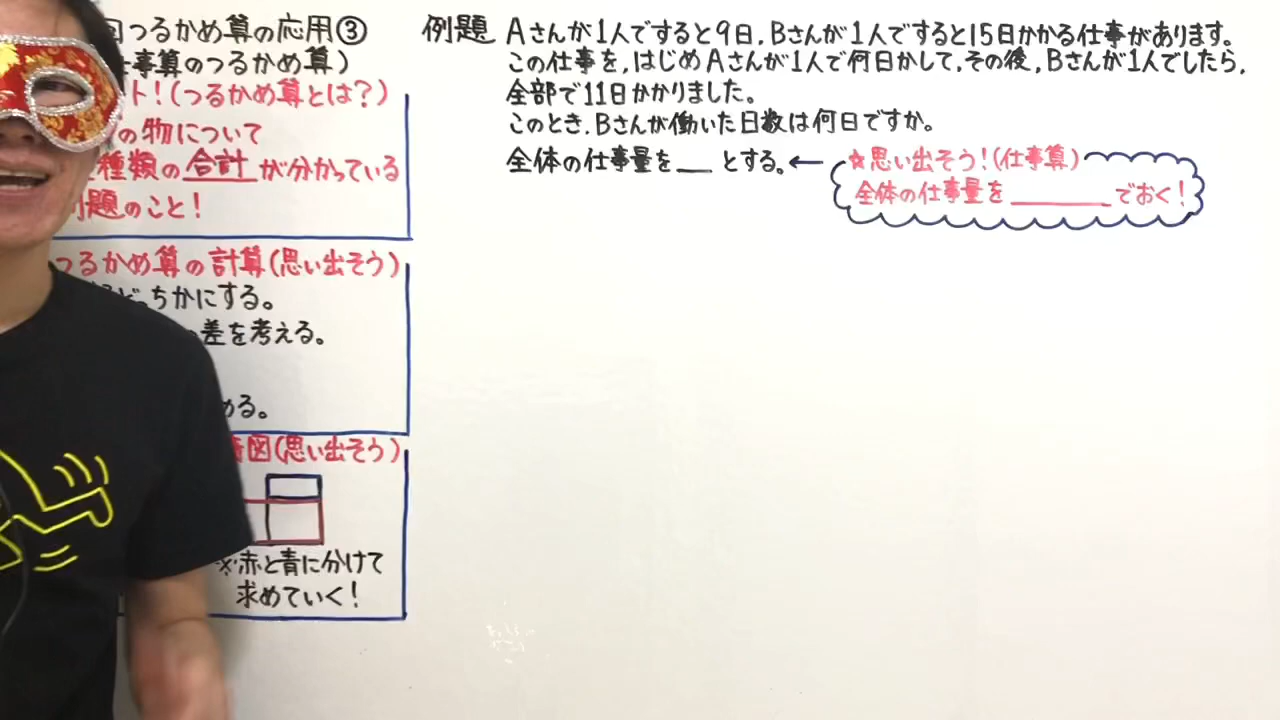 回つるかめ算の応用③
仕事算のつるかめ算)
ト!(つるかめ算とは?)
の物について
種類の合計が分かっている
問題のこと!
つるかめ算の計算(思い出そう)
どっちかにする。
の差を考える。
める。
図(思い出そう)
※赤と青に分けて
求めていく!
例題 Aさんが1人ですると9日,Bさんが1人ですると15日かかる仕事があります。
この仕事を,はじめAさんが1人で何日かして,その後,Bさんが1人でしたら,
全部で11日かかりました。
このとき,Bさんが働いた日数は何日ですか。
全体の仕事量を__とする。←
☆思い出そう!(仕事算)
全体の仕事量を______でおく!